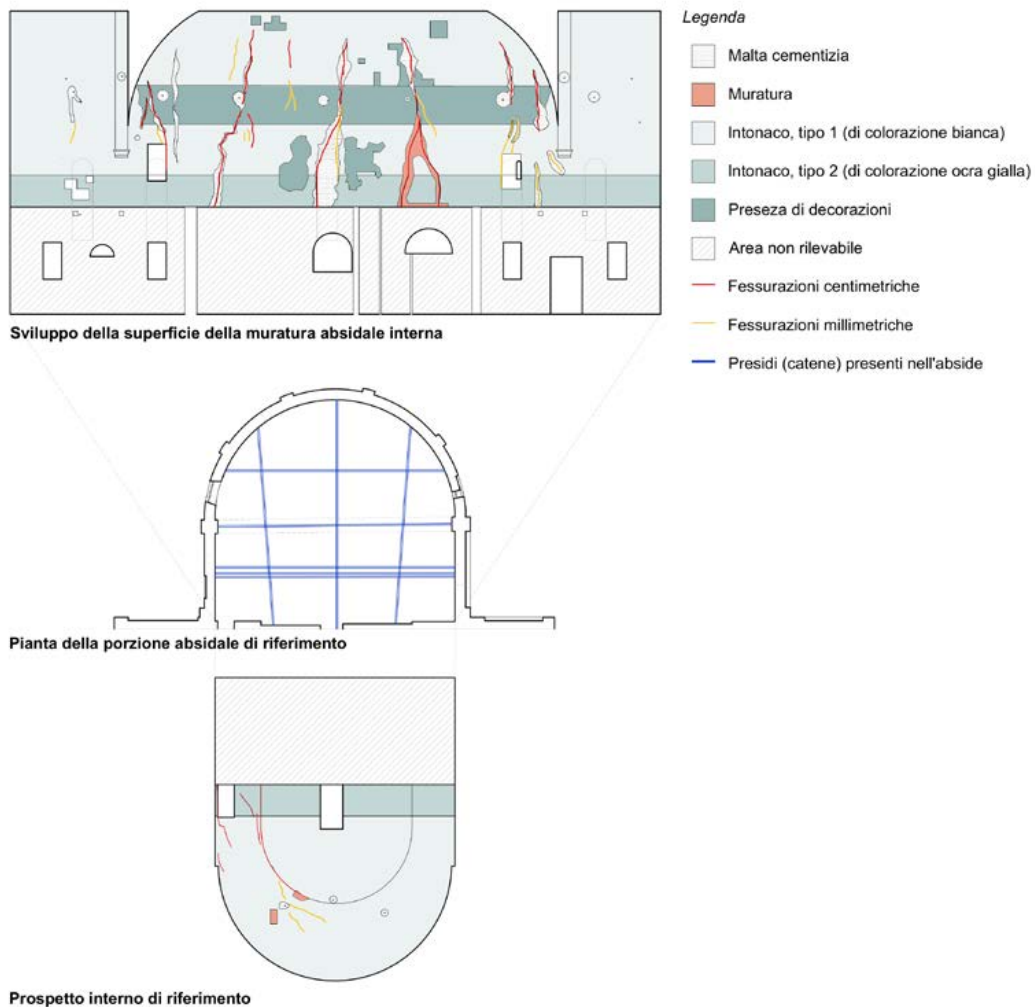 Legenda
Malta cementizia
Muratura
Intonaco, tipo 1 (di colorazione bianca)
Intonaco, tipo 2 (di colorazione ocra gialla)
Preseza di decorazioni
Area non rilevabile
Fessurazioni centimetriche
Fessurazioni millimetriche
Presidi (catene) presenti nell'abside
Sviluppo della superficie della muratura absidale interna
Pianta della porzione absidale di riferimento
Prospetto interno di riferimento